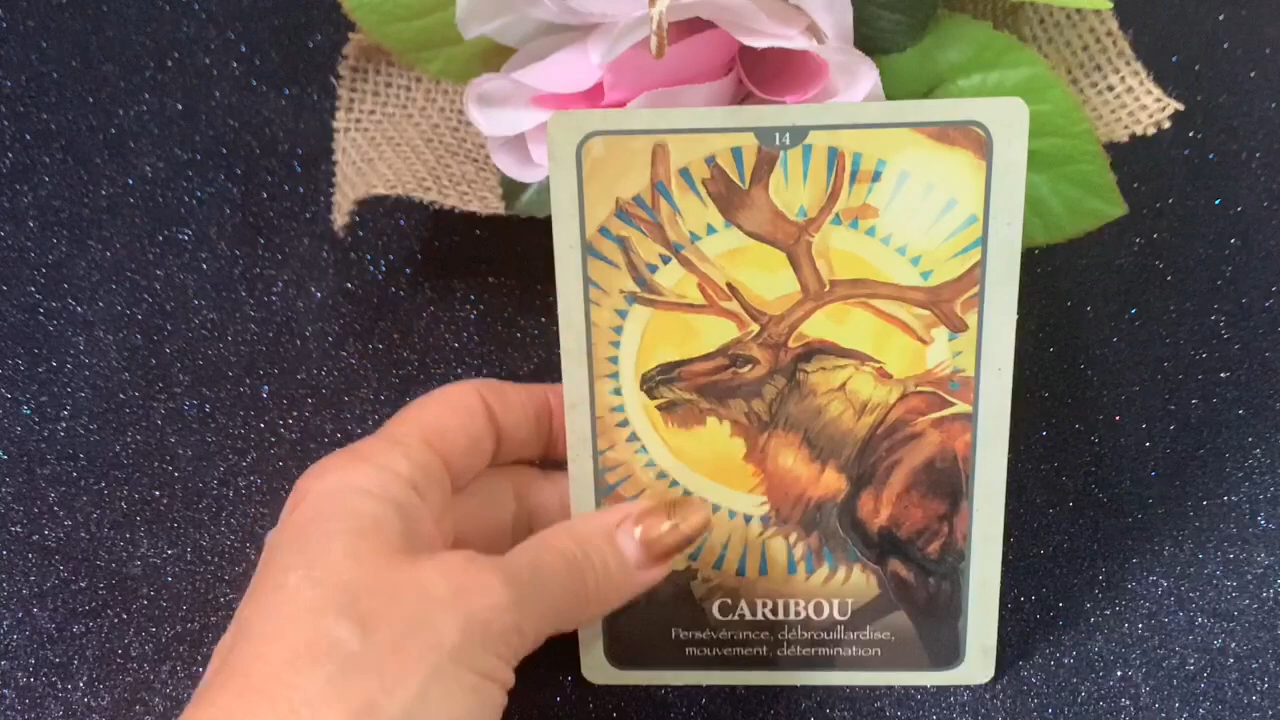 14
CARIBOU
Persévérance, débrouillardise,
mouvement, détermination